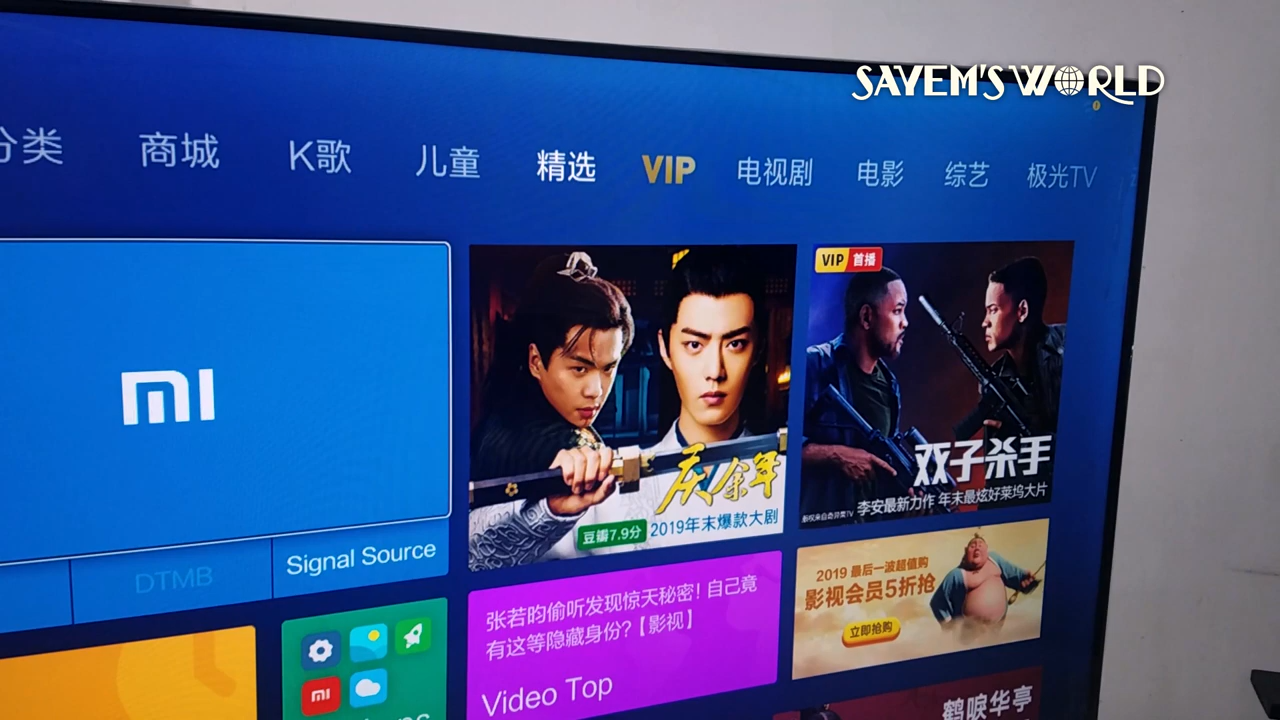 SAYEM'S WORLD
分类
商城
K歌
儿童
精选
VIP
电视剧
电影
综艺
极光TV
mi
DTMB
Signal Source
庆余年
豆瓣7.9分
2019年末爆款大剧
VIP 首播
双子杀手
李安最新力作 年末最炫好莱坞大片
张若昀偷听发现惊天秘密!自己竟
有这等隐藏身份?【影视】
Video Top
2019 最后一波超值购
影视会员5折抢
立即抢购
mi
鹤唳华亭